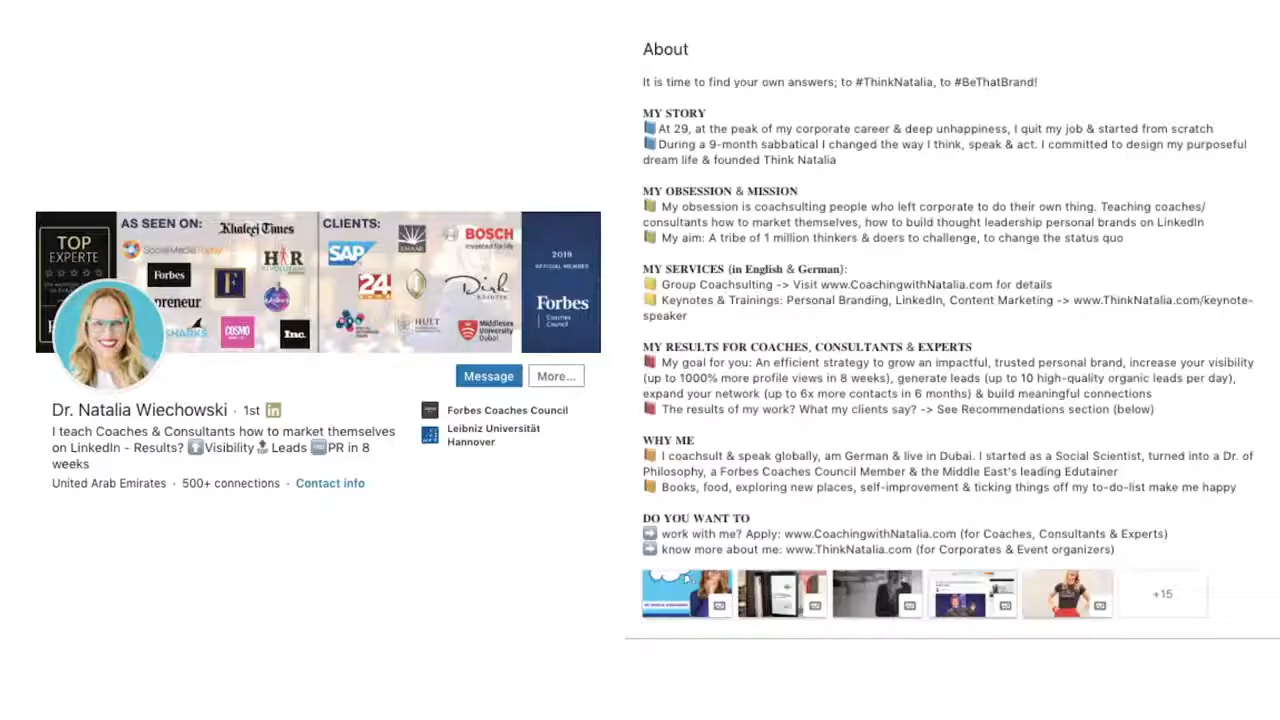 TOP
EXPERTE
AS SEEN ON:
Khaleej Times
SocialMediaToday
HR
REVOLUTION
Forbes
F
preneur
SHARKS
COSMO
Inc.
CLIENTS:
SAP
EMAAR
BOSCH
Invented for life
24
Dirk
KREUTER
HULT
Middlesex
University
Dubai
2019
OFFICIAL MEMBER
Forbes
Coaches
Council
Message
More...
Dr. Natalia Wiechowski · 1st in
I teach Coaches & Consultants how to market themselves
on LinkedIn - Results? ⬆️Visibility🔝Leads 🆓PR in 8
weeks
United Arab Emirates · 500+ connections · Contact info
Forbes Coaches Council
Leibniz Universität
Hannover
About
It is time to find your own answers; to #ThinkNatalia, to #BeThatBrand!
MY STORY
📘At 29, at the peak of my corporate career & deep unhappiness, I quit my job & started from scratch
📘During a 9-month sabbatical I changed the way I think, speak & act. I committed to design my purposeful
dream life & founded Think Natalia
MY OBSESSION & MISSION
📗 My obsession is coachsulting people who left corporate to do their own thing. Teaching coaches/
consultants how to market themselves, how to build thought leadership personal brands on LinkedIn
📗 My aim: A tribe of 1 million thinkers & doers to challenge, to change the status quo
MY SERVICES (in English & German):
📒 Group Coachsulting -> Visit www.CoachingwithNatalia.com for details
📒 Keynotes & Trainings: Personal Branding, LinkedIn, Content Marketing -> www.ThinkNatalia.com/keynote-
speaker
MY RESULTS FOR COACHES, CONSULTANTS & EXPERTS
📕 My goal for you: An efficient strategy to grow an impactful, trusted personal brand, increase your visibility
(up to 1000% more profile views in 8 weeks), generate leads (up to 10 high-quality organic leads per day),
expand your network (up to 6x more contacts in 6 months) & build meaningful connections
📕 The results of my work? What my clients say? -> See Recommendations section (below)
WHY ME
📙 I coachsult & speak globally, am German & live in Dubai. I started as a Social Scientist, turned into a Dr. of
Philosophy, a Forbes Coaches Council Member & the Middle East's leading Edutainer
📙 Books, food, exploring new places, self-improvement & ticking things off my to-do-list make me happy
DO YOU WANT TO
➡️ work with me? Apply: www.CoachingwithNatalia.com (for Coaches, Consultants & Experts)
➡️ know more about me: www.ThinkNatalia.com (for Corporates & Event organizers)
+15